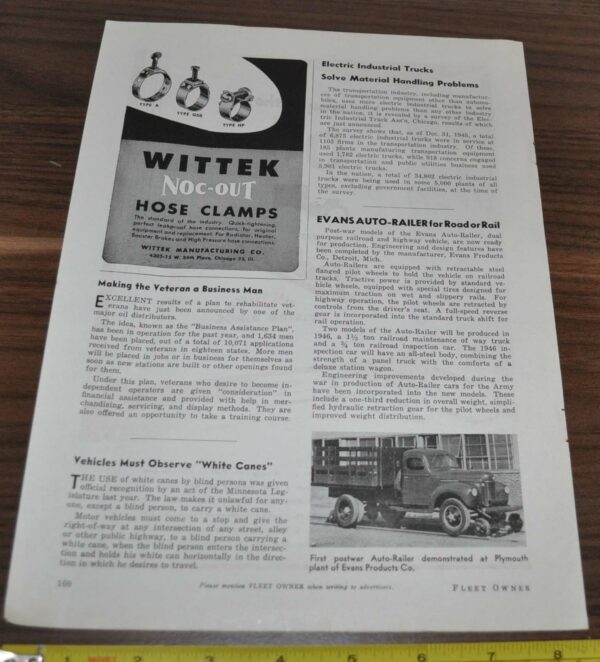 TYPE A
TYPE GSB
TYPE HP
WITTEK
NOC-OUT
HOSE CLAMPS
The standard of the industry. Quick-tightening,
perfect leakproof hose connections, for original
equipment and replacement. For Radiator, Heater,
Booster Brakes and High Pressure hose connections.
WITTEK MANUFACTURING CO.
4305-15 W. 24th Place, Chicago 23, Ill.
Making the Veteran a Business Man
EXCELLENT results of a plan to rehabilitate vet-
erans have just been announced by one of the
major oil distributors.
The idea, known as the "Business Assistance Plan",
has been in operation for the past year, and 1,634 men
have been placed, out of a total of 10,071 applications
received from veterans in eighteen states. More men
will be placed in jobs or in business for themselves as
soon as new stations are built or other openings found
for them.
Under this plan, veterans who desire to become in-
dependent operators are given "consideration" in
financial assistance and provided with help in mer-
chandising, servicing, and display methods. They are
also offered an opportunity to take a training course.
Vehicles Must Observe "White Canes"
THE USE of white canes by blind persons was given
official recognition by an act of the Minnesota Leg-
islature last year. The law makes it unlawful for any-
one, except a blind person, to carry a white cane.
Motor vehicles must come to a stop and give the
right-of-way at any intersection of any street, alley
or other public highway, to a blind person carrying a
white cane, when the blind person enters the intersec-
tion and holds his white can horizontally in the direc-
tion in which he desires to travel.
Electric Industrial Trucks
Solve Material Handling Problems
The transportation industry, including manufactur-
ers of transportation equipment other than automo-
biles, uses more electric industrial trucks to solve
material handling problems than any other industry
in the nation, it is revealed by a survey of the Elec-
tric Industrial Truck Ass'n, Chicago, results of which
are just announced.
The survey shows that, as of Dec. 31, 1945, a total
of 6,873 electric industrial trucks were in service at
1103 firms in the transportation industry. Of these,
185 plants manufacturing transportation equipment
used 1,782 electric trucks, while 918 concerns engaged
in transportation and public utilities business used
5,091 electric trucks.
In the nation, a total of 34,802 electric industrial
trucks were being used in some 5,000 plants of all
types, excluding government facilities, at the time of
the survey.
EVANS AUTO-RAILER for Road or Rail
Post-war models of the Evans Auto-Railer, dual
purpose railroad and highway vehicle, are now ready
for production. Engineering and design features have
been completed by the manufacturer, Evans Products
Co., Detroit, Mich.
Auto-Railers are equipped with retractable steel
flanged pilot wheels to hold the vehicle on railroad
tracks. Tractive power is provided by standard ve-
hicle wheels, equipped with special tires designed for
maximum traction on wet and slippery rails. For
highway operation, the pilot wheels are retracted by
controls from the driver's seat. A full-speed reverse
gear is incorporated into the standard truck shift for
rail operation.
Two models of the Auto-Railer will be produced in
1946, a 1½ ton railroad maintenance of way truck
and a ¾ ton railroad inspection car. The 1946 in-
spection car will have an all-steel body, combining the
strength of a panel truck with the comforts of a
deluxe station wagon.
Engineering improvements developed during the
war in production of Auto-Railer cars for the Army
have been incorporated into the new models. These
include a one-third reduction in overall weight, simpli-
fied hydraulic retraction gear for the pilot wheels and
improved weight distribution.
First postwar Auto-Railer demonstrated at Plymouth
plant of Evans Products Co.
160
Please mention FLEET OWNER when writing to advertisers.
FLEET OWNER
1 2 3 4 5 6 7 8